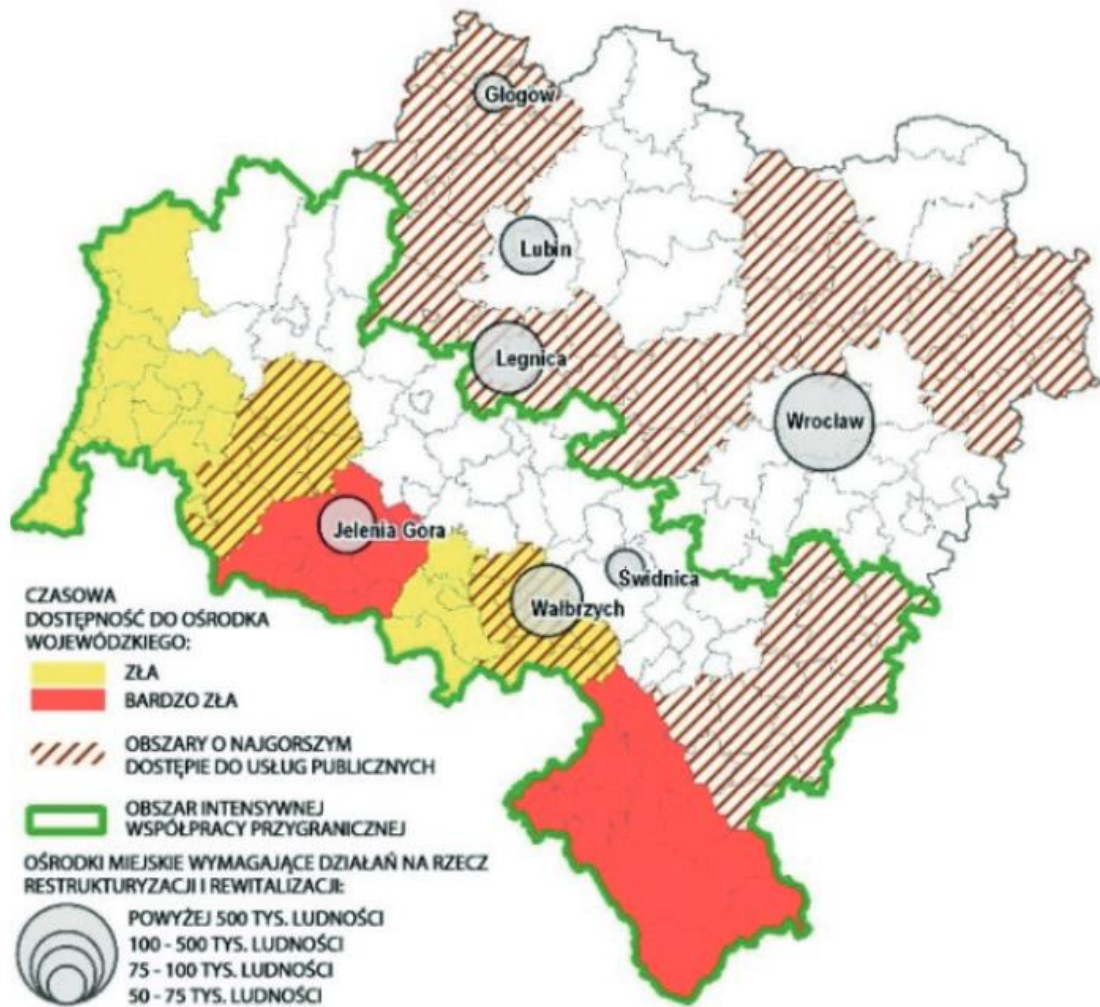 Głogow
Lubin
Legnica
Wrocław
Jelenia Gora
Świdnica
Wałbrzych
CZASOWA
DOSTĘPNOŚĆ DO OŚRODKA
WOJEWÓDZKIEGO:
ZŁA
BARDZO ZŁA
OBSZARY O NAJGORSZYM
DOSTĘPIE DO USŁUG PUBLICZNYCH
OBSZAR INTENSYWNEJ
WSPÓŁPRACY PRZYGRANICZNEJ
OŚRODKI MIEJSKIE WYMAGAJĄCE DZIAŁAŃ NA RZECZ
RESTRUKTURYZACJI I REWITALIZACJI:
POWYŻEJ 500 TYS. LUDNOŚCI
100 - 500 TYS. LUDNOŚCI
75 - 100 TYS. LUDNOŚCI
50 - 75 TYS. LUDNOŚCI